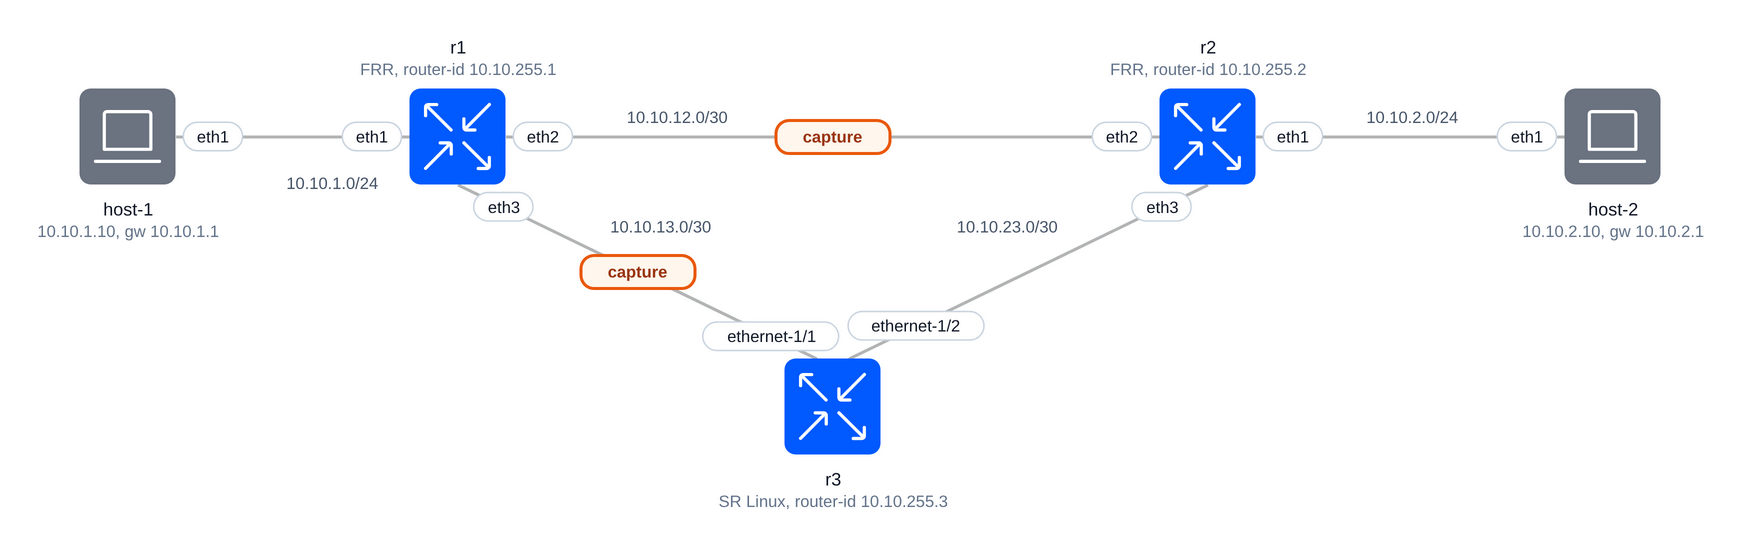 r1
FRR, router-id 10.10.255.1
r2
FRR, router-id 10.10.255.2
10.10.12.0/30
10.10.2.0/24
eth1
eth1
eth2
capture
eth2
eth1
eth1
10.10.1.0/24
host-1
10.10.1.10, gw 10.10.1.1
eth3
eth3
host-2
10.10.2.10, gw 10.10.2.1
10.10.13.0/30
10.10.23.0/30
capture
ethernet-1/1
ethernet-1/2
r3
SR Linux, router-id 10.10.255.3